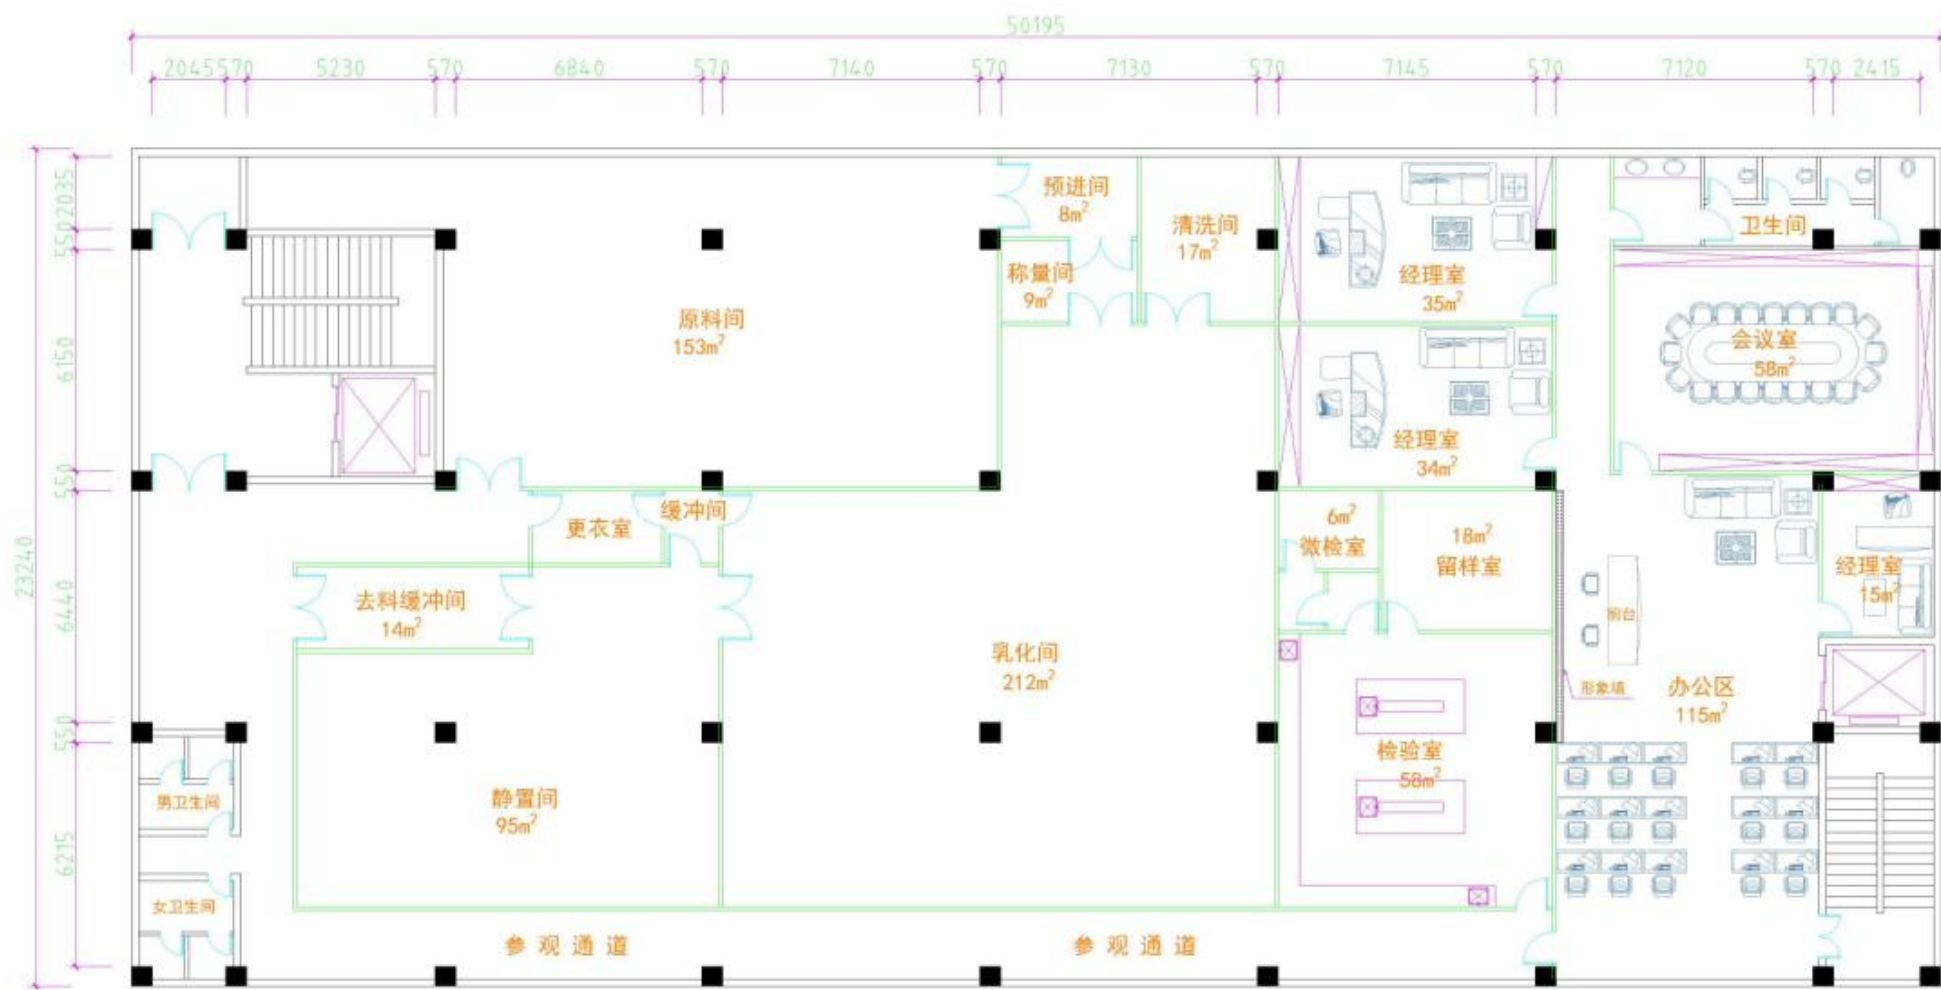 50195
2045 570 5230 570 6840 570 7140 570 7130 570 7145 570 7120 570 2415
23240
2035
550
6150
550
6440
550
6215
预进间
8m²
清洗间
17m²
称量间
9m²
经理室
35m²
卫生间
原料间
153m²
会议室
58m²
经理室
34m²
更衣室
缓冲间
6m²
微检室
18m²
留样室
经理室
15m²
去料缓冲间
14m²
前台
乳化间
212m²
形象墙
办公区
115m²
检验室
58m²
男卫生间
静置间
95m²
女卫生间
参观通道
参观通道